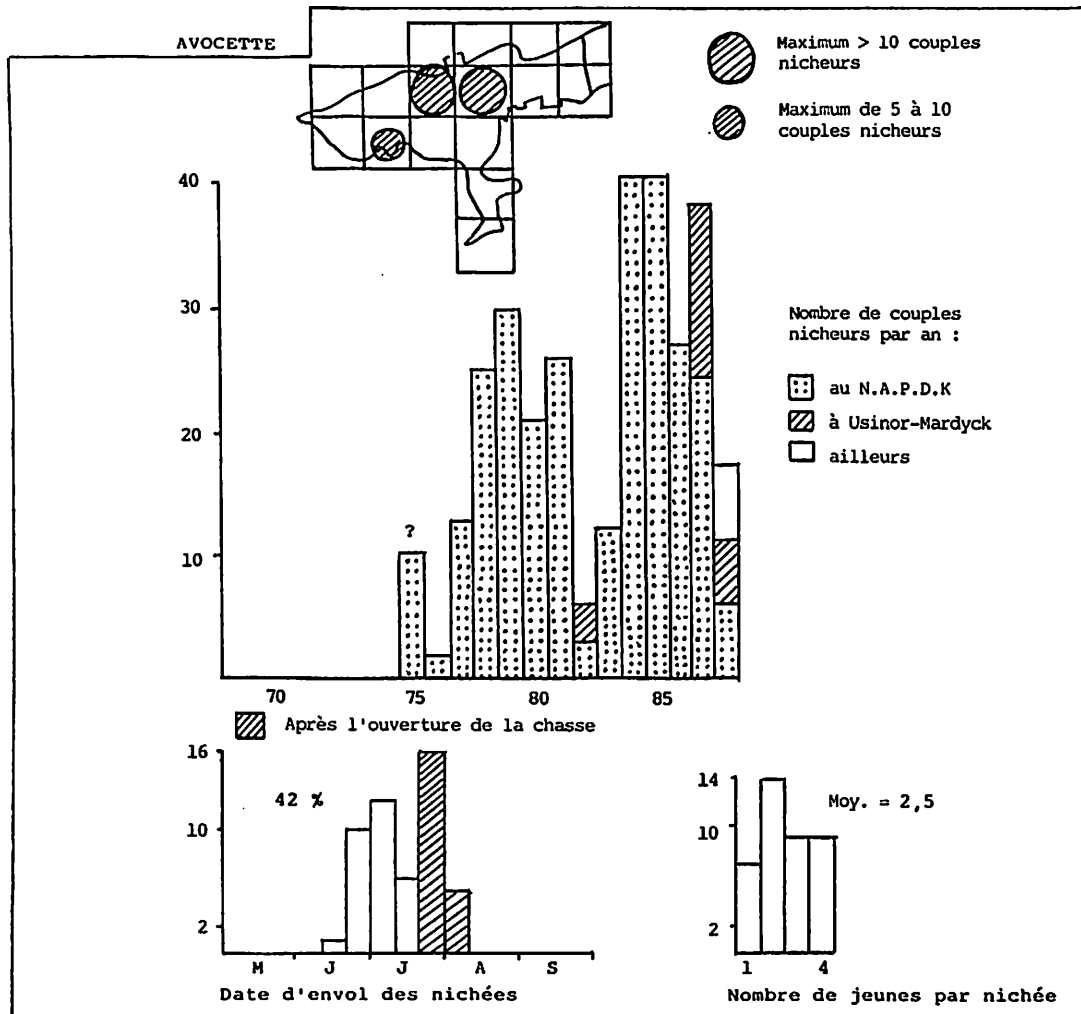 AVOCETTE
Maximum > 10 couples
nicheurs
Maximum de 5 à 10
couples nicheurs
40
30
20
10
?
Nombre de couples
nicheurs par an :
au N.A.P.D.K
à Usinor-Mardyck
ailleurs
70 75 80 85
Après l'ouverture de la chasse
16
10
2
42 %
M J J A S
Date d'envol des nichées
14
10
2
Moy. = 2,5
1 4
Nombre de jeunes par nichée